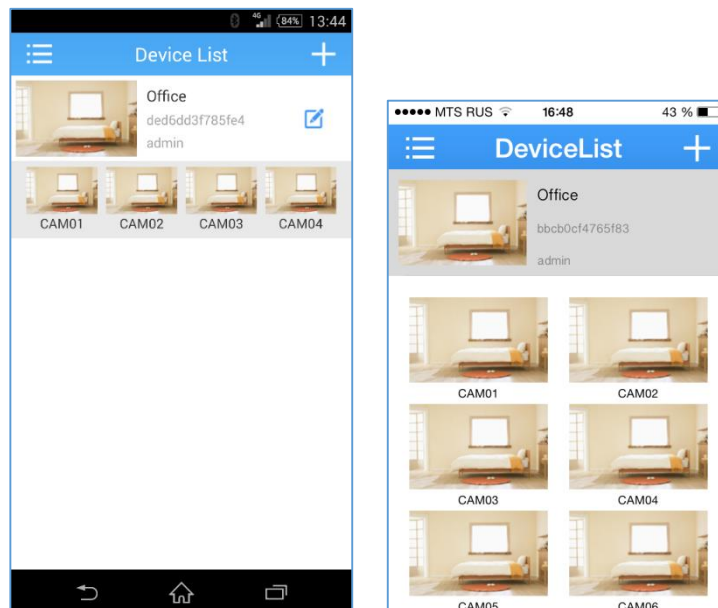 4G 84% 13:44
Device List
Office
ded6dd3f785fe4
admin
CAM01 CAM02 CAM03 CAM04
MTS RUS 16:48 43 %
DeviceList
Office
bbcb0cf4765f83
admin
CAM01 CAM02
CAM03 CAM04
CAM05 CAM06